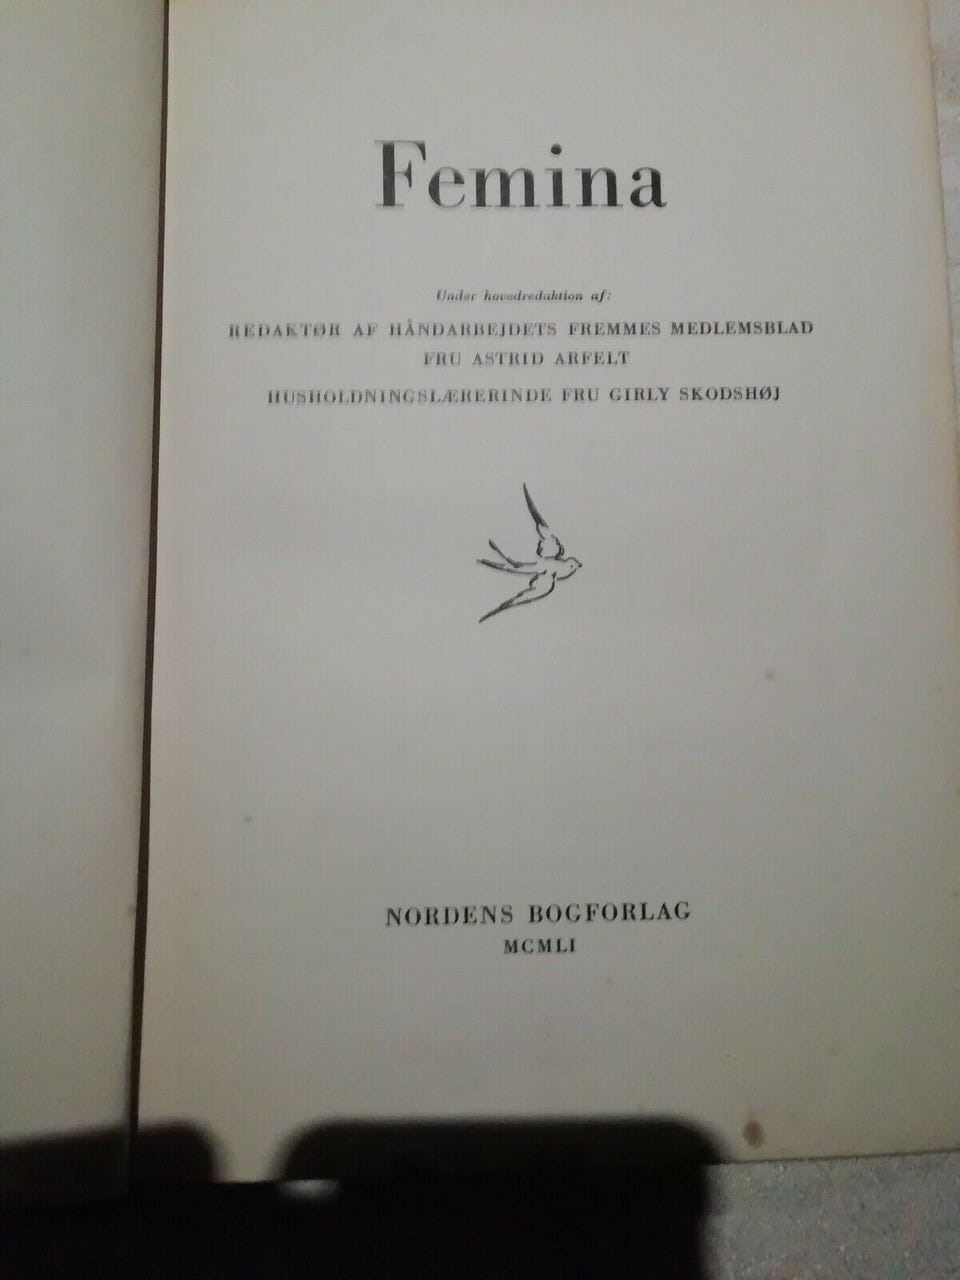 Femina
Under hovedredaktion af:
REDAKTØR AF HÅNDARBEJDETS FREMMES MEDLEMSBLAD
FRU ASTRID ARFELT
HUSHOLDNINGSLÆRERINDE FRU GIRLY SKODSHØJ
NORDENS BOGFORLAG
MCMLI